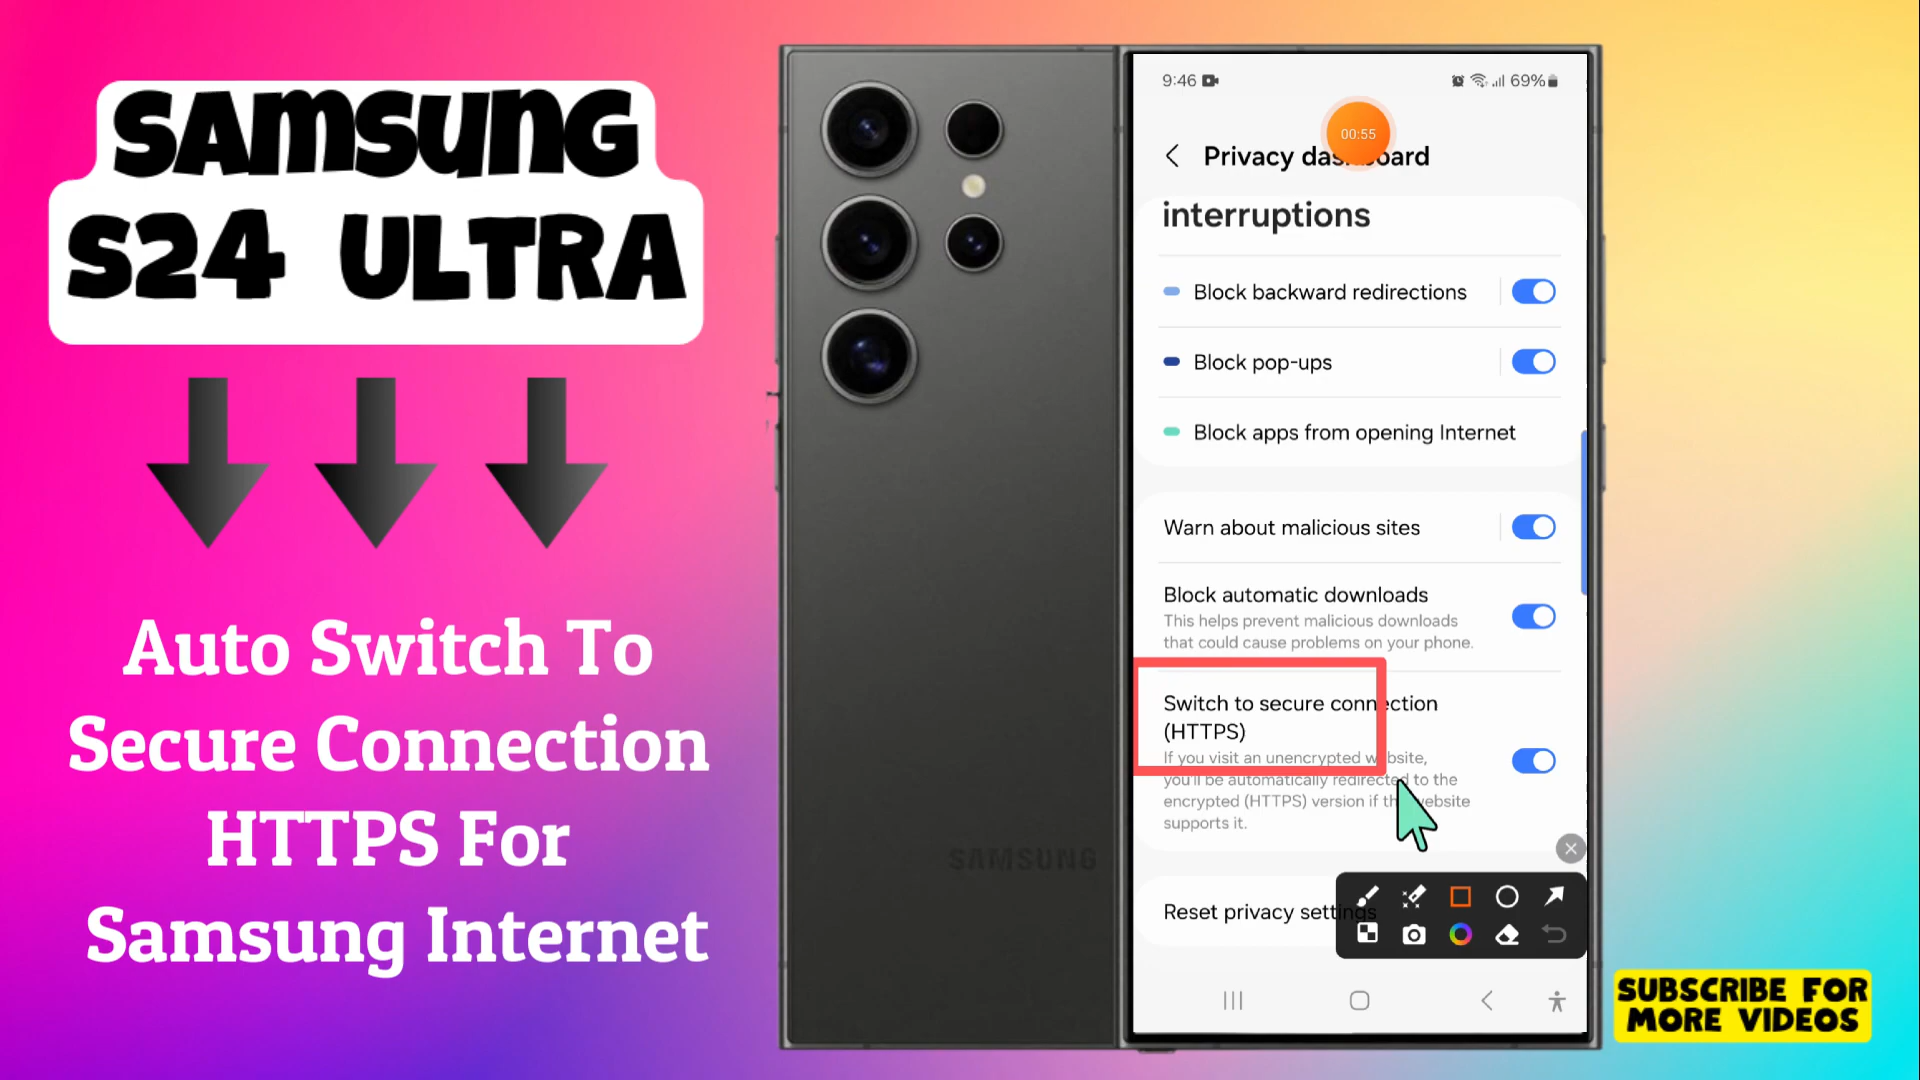 SAMSUNG
S24 ULTRA
Auto Switch To
Secure Connection
HTTPS For
Samsung Internet
SAMSUNG
9:46
69%
00:55
Privacy das board
interruptions
Block backward redirections
Block pop-ups
Block apps from opening Internet
Warn about malicious sites
Block automatic downloads
This helps prevent malicious downloads
that could cause problems on your phone.
Switch to secure connection
(HTTPS)
If you visit an unencrypted website,
you'll be automatically redirected to the
encrypted (HTTPS) version if the website
supports it.
Reset privacy settings
SUBSCRIBE FOR
MORE VIDEOS